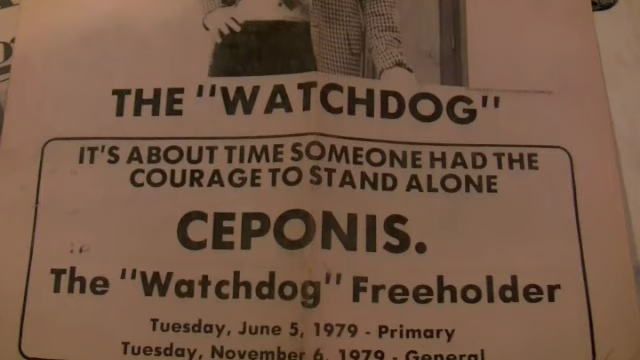 THE "WATCHDOG"
IT'S ABOUT TIME SOMEONE HAD THE
COURAGE TO STAND ALONE
CEPONIS.
The "Watchdog" Freeholder
Tuesday, June 5, 1979 - Primary
Tuesday, November 6, 1979 - General